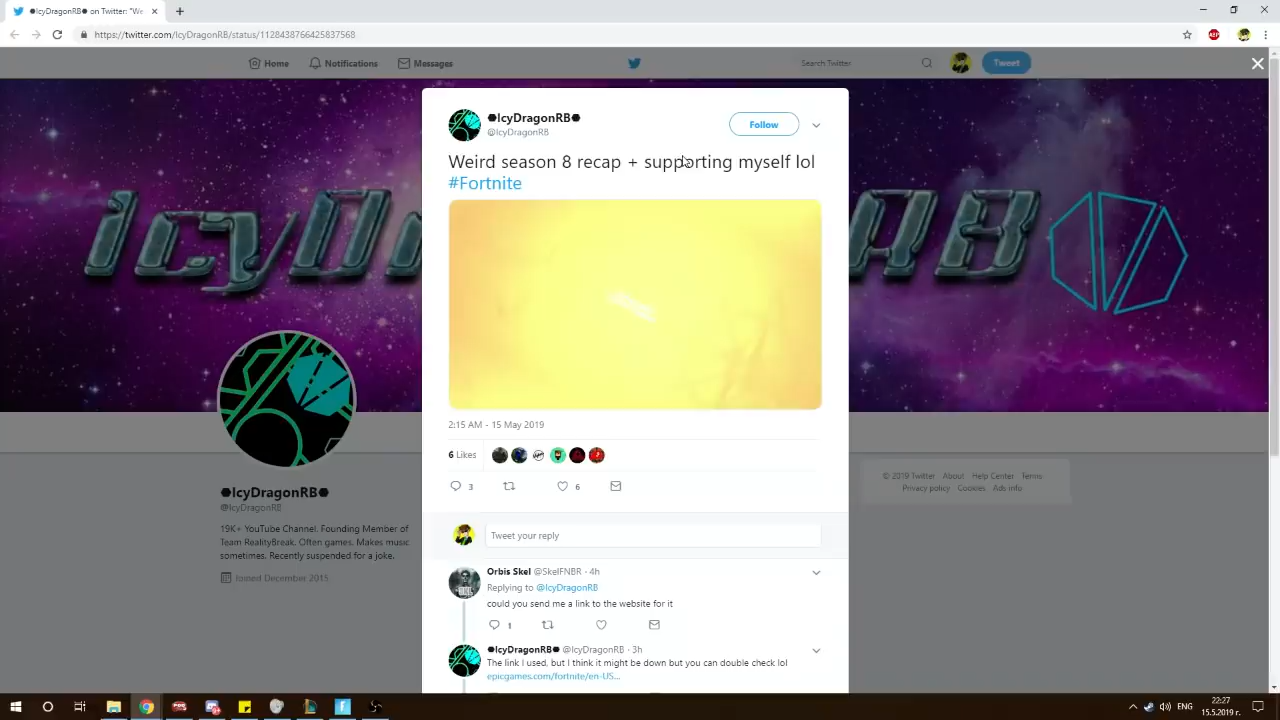 ●IcyDragonRB● on Twitter: "We
https://twitter.com/IcyDragonRB/status/1128438766425837568
Home
Notifications
Messages
Search Twitter
Tweet
●IcyDragonRB●
@IcyDragonRB
Follow
Weird season 8 recap + supporting myself lol
#Fortnite
2:15 AM - 15 May 2019
6 Likes
3
6
Tweet your reply
Orbis Skel @SkelFNBR · 4h
Replying to @IcyDragonRB
could you send me a link to the website for it
1
●IcyDragonRB● @IcyDragonRB · 3h
The link I used, but I think it might be down but you can double check lol
epicgames.com/fortnite/en-US...
●IcyDragonRB●
@IcyDragonRB
19K+ YouTube Channel. Founding Member of
Team RealityBreak. Often games. Makes music
sometimes. Recently suspended for a joke.
Joined December 2015
© 2019 Twitter About Help Center Terms
Privacy policy Cookies Ads info
ENG
22:27
15.5.2019 г.